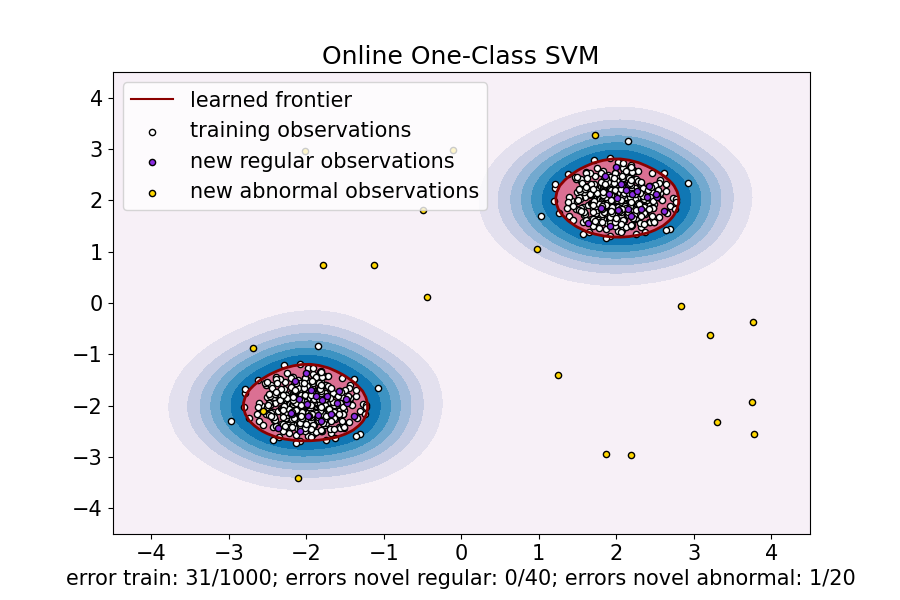 Online One-Class SVM
learned frontier
training observations
new regular observations
new abnormal observations
4
3
2
1
0
−1
−2
−3
−4
−4 −3 −2 −1 0 1 2 3 4
error train: 31/1000; errors novel regular: 0/40; errors novel abnormal: 1/20